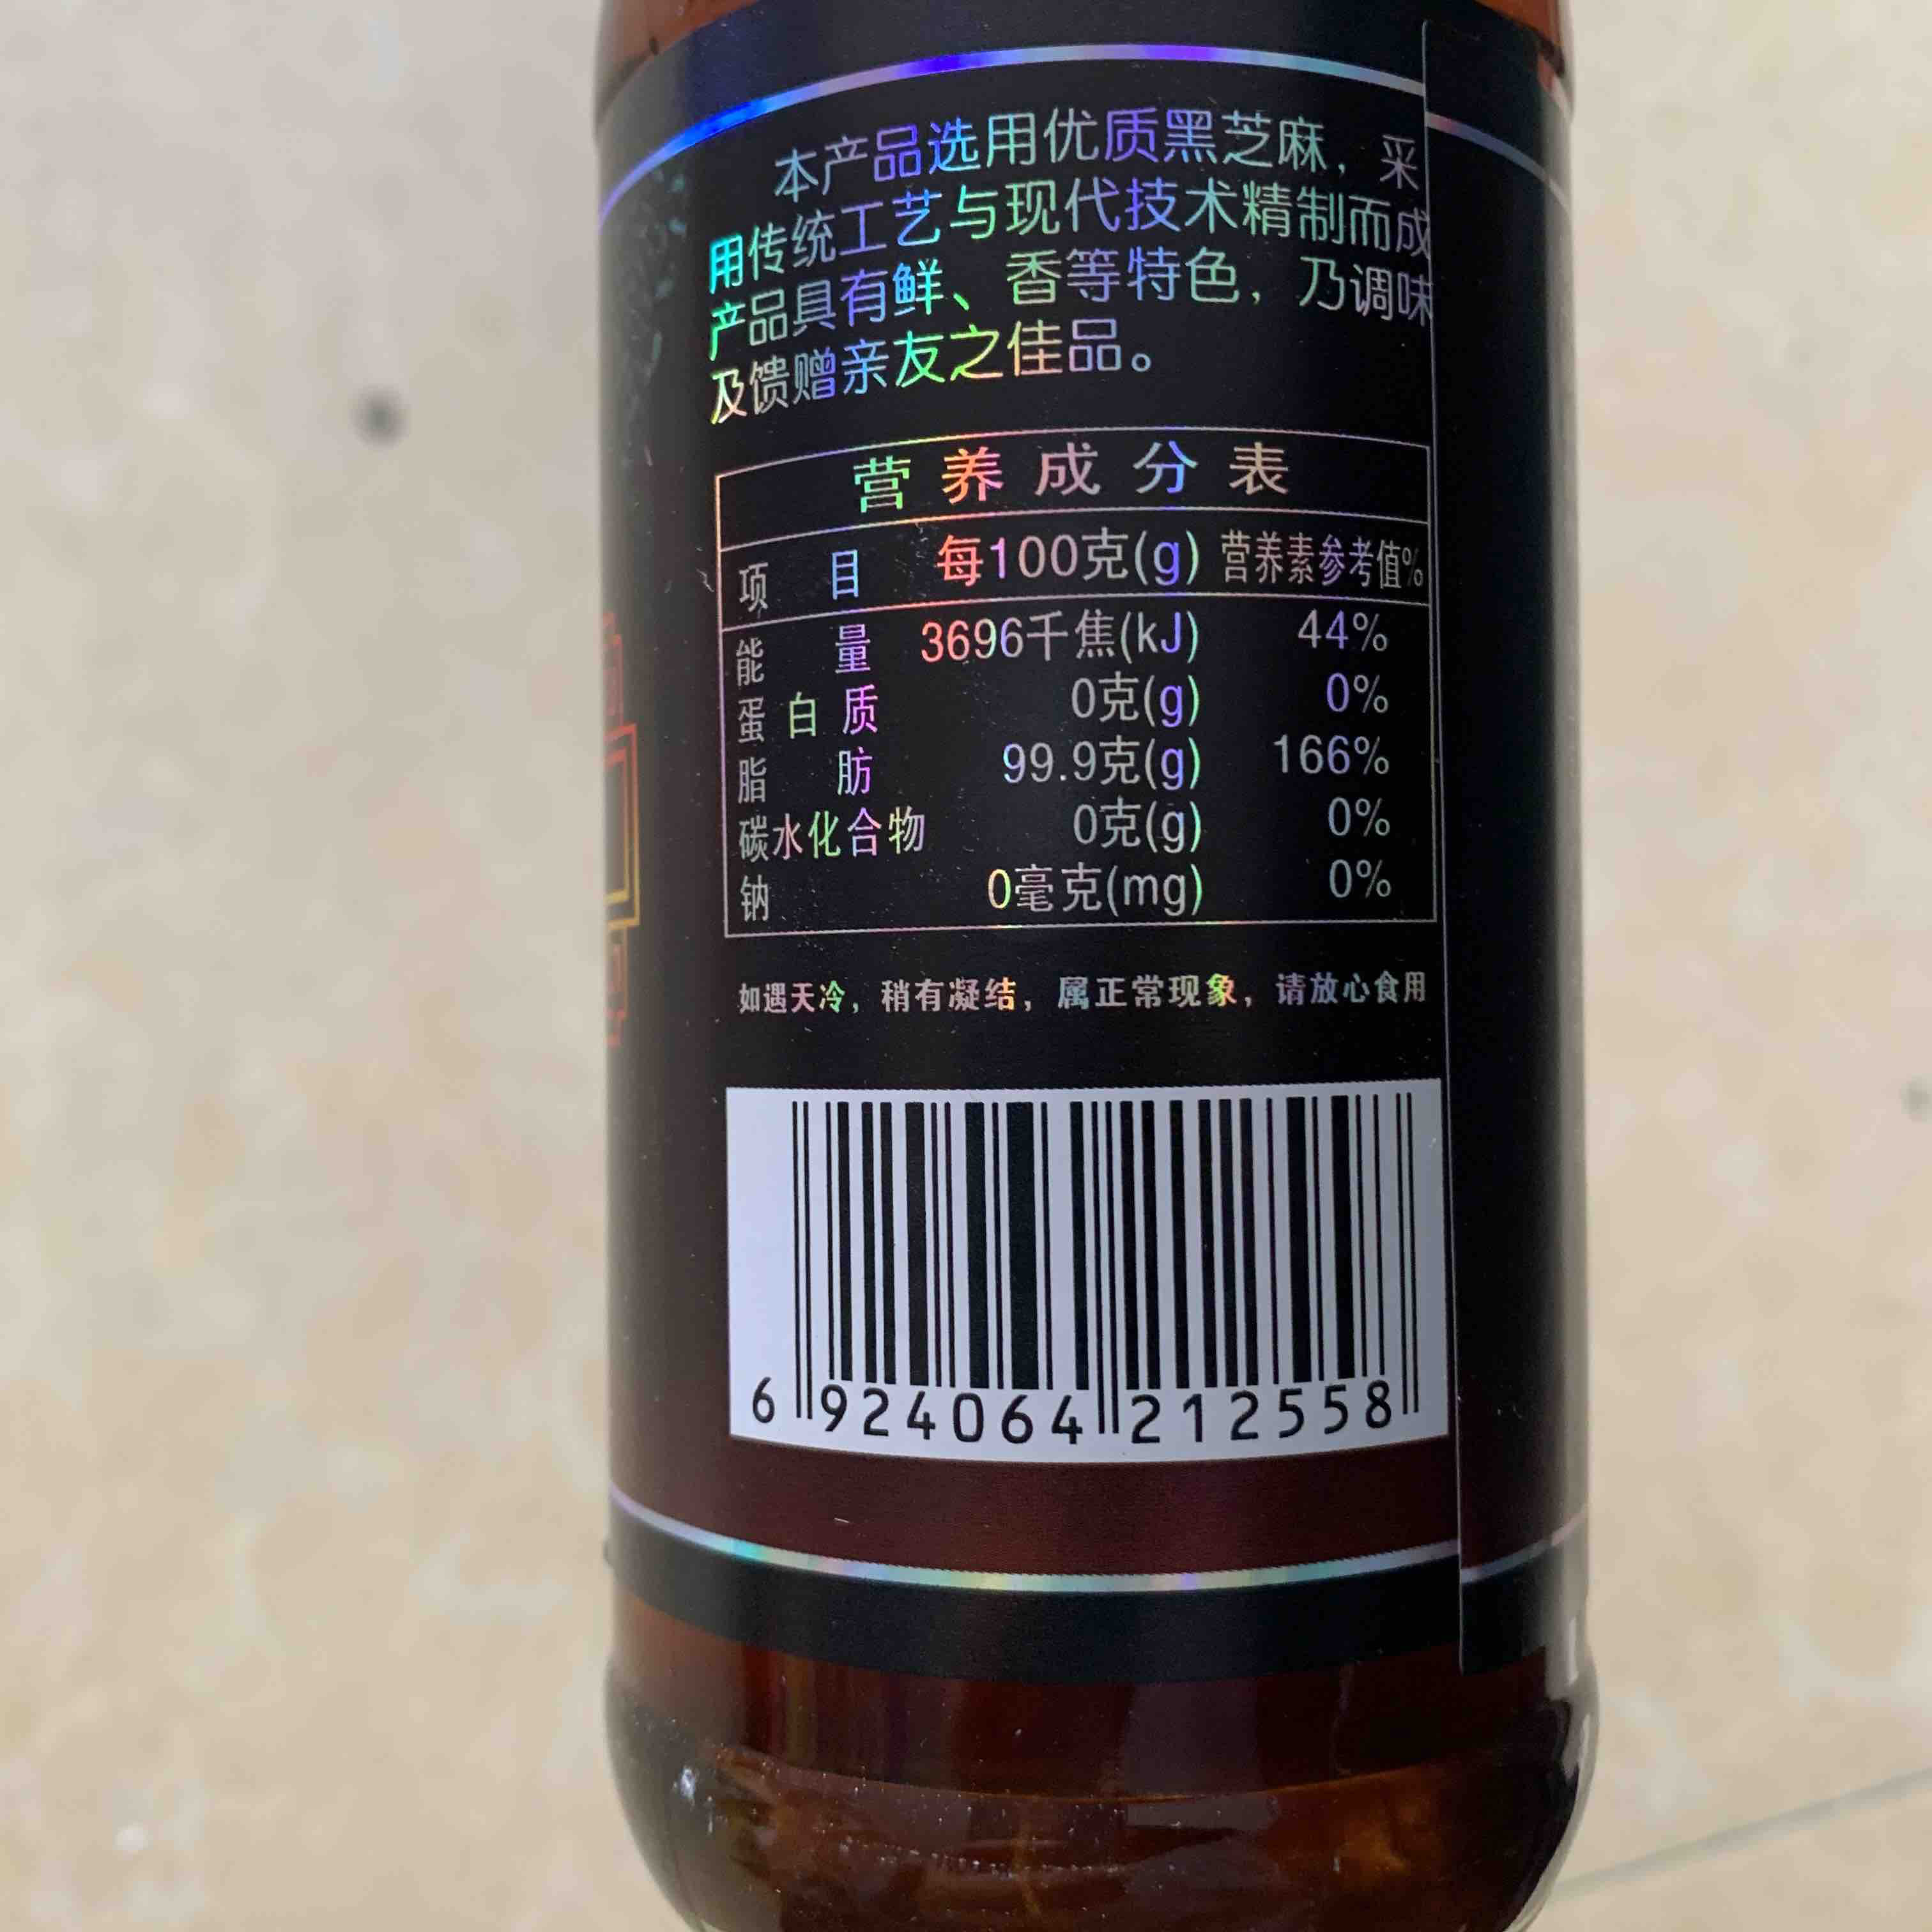 本产品选用优质黑芝麻，采
用传统工艺与现代技术精制而成
产品具有鲜、香等特色，乃调味
及馈赠亲友之佳品。
营养成分表
项目 每100克(g) 营养素参考值%
能量 3696千焦(kJ) 44%
蛋白质 0克(g) 0%
脂肪 99.9克(g) 166%
碳水化合物 0克(g) 0%
钠 0毫克(mg) 0%
如遇天冷，稍有凝结，属正常现象，请放心食用
6 924064 212558